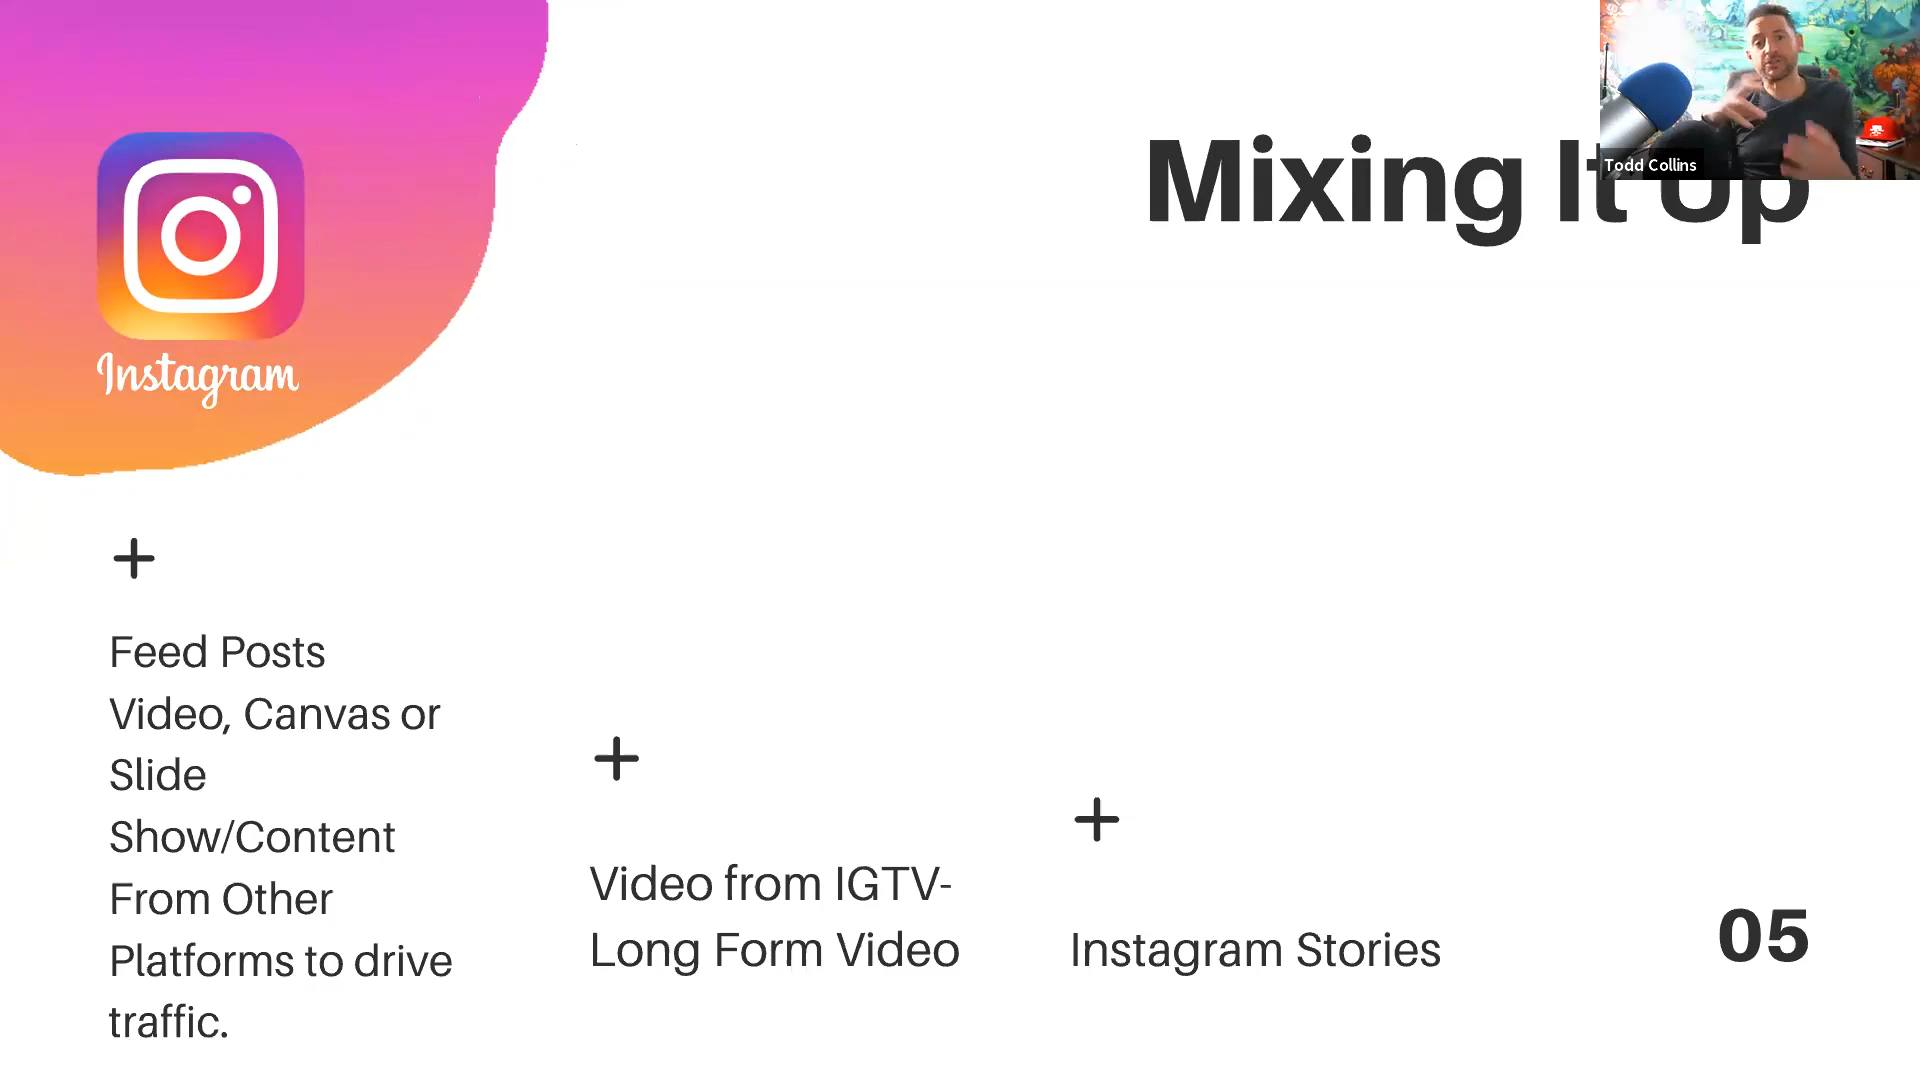 Instagram
Mixing It Up
Todd Collins
Feed Posts
Video, Canvas or
Slide
Show/Content
From Other
Platforms to drive
traffic.
Video from IGTV-
Long Form Video
Instagram Stories
05